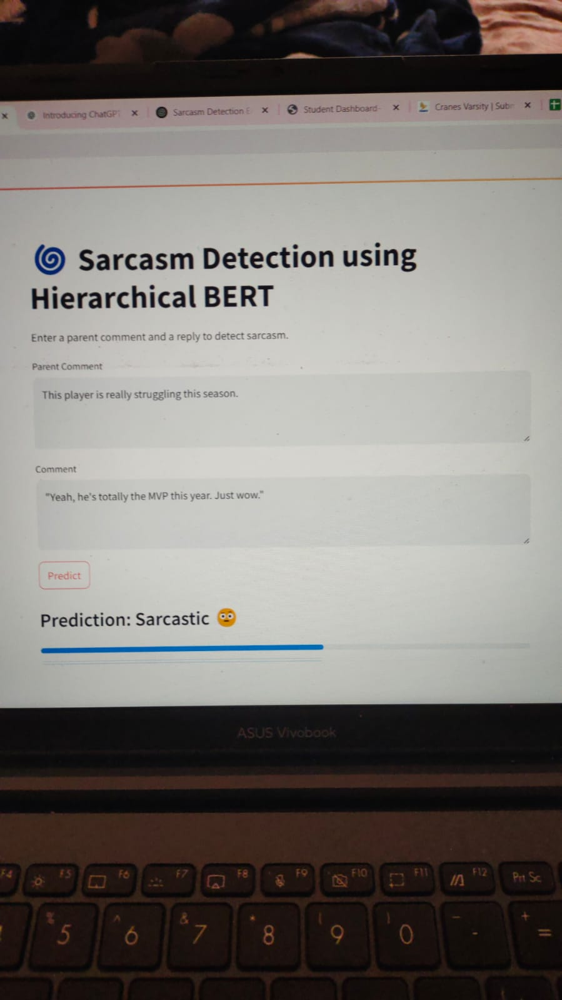 Introducing ChatGPT
Sarcasm Detection E
Student Dashboard-
Cranes Varsity | Subm
Sarcasm Detection using
Hierarchical BERT
Enter a parent comment and a reply to detect sarcasm.
Parent Comment
This player is really struggling this season.
Comment
"Yeah, he's totally the MVP this year. Just wow."
Predict
Prediction: Sarcastic
ASUS Vivobook
F4 F5 F6 F7 F8 F9 F10 F11 F12 Prt Sc
% ^ & * ( ) _ +
5 6 7 8 9 0 - =